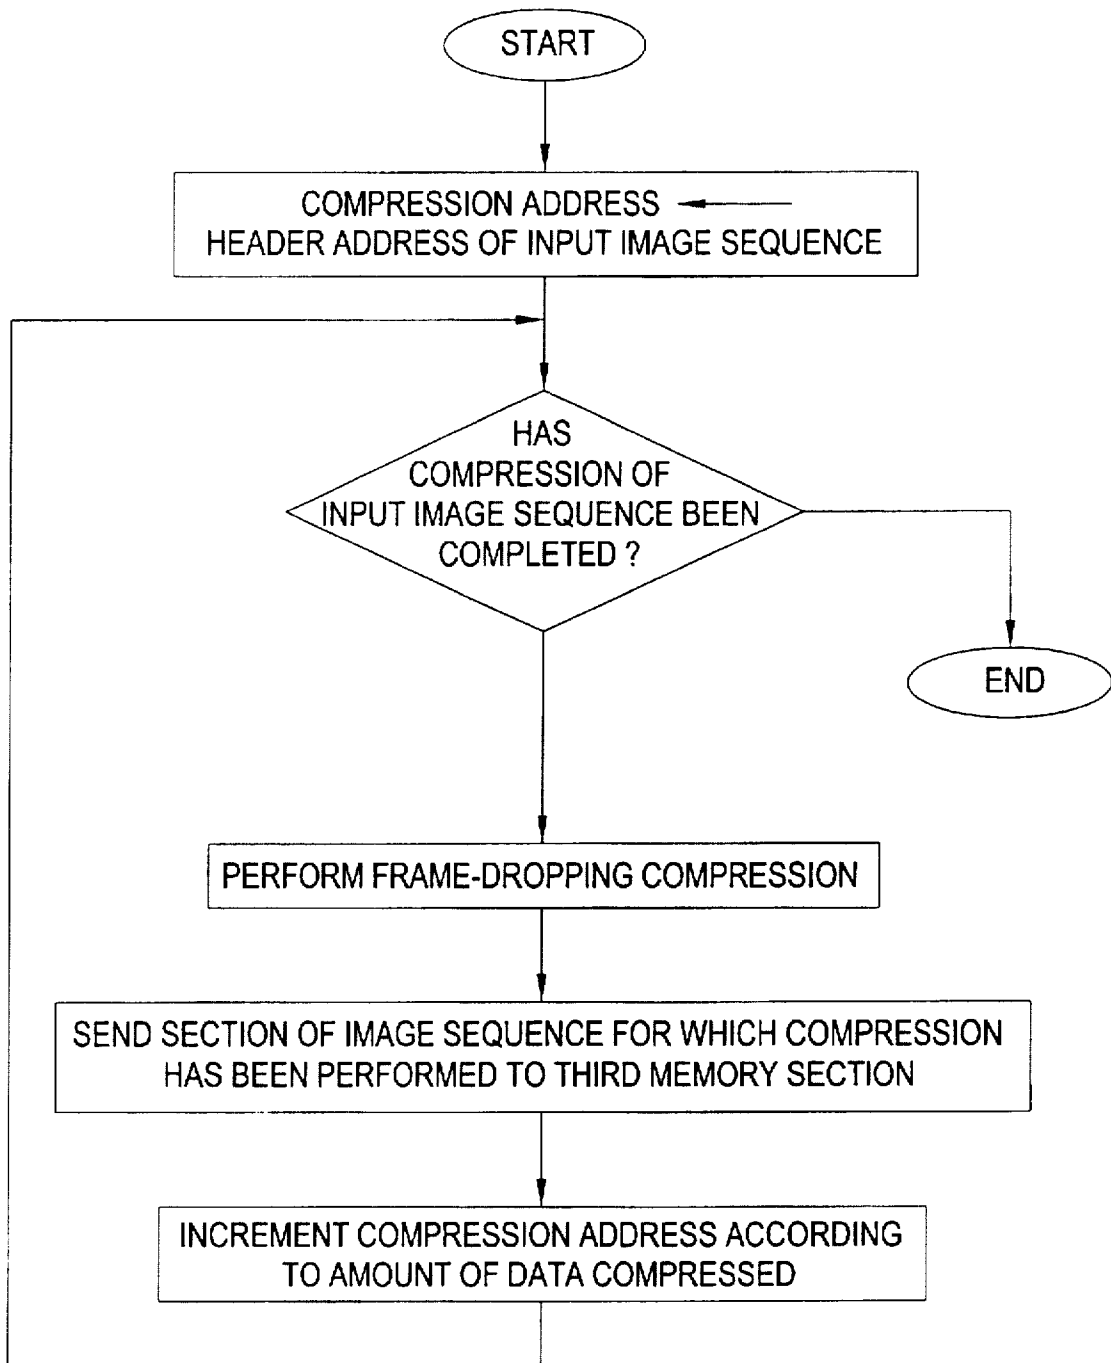 START
COMPRESSION ADDRESS
HEADER ADDRESS OF INPUT IMAGE SEQUENCE
HAS
COMPRESSION OF
INPUT IMAGE SEQUENCE BEEN
COMPLETED ?
END
PERFORM FRAME-DROPPING COMPRESSION
SEND SECTION OF IMAGE SEQUENCE FOR WHICH COMPRESSION
HAS BEEN PERFORMED TO THIRD MEMORY SECTION
INCREMENT COMPRESSION ADDRESS ACCORDING
TO AMOUNT OF DATA COMPRESSED